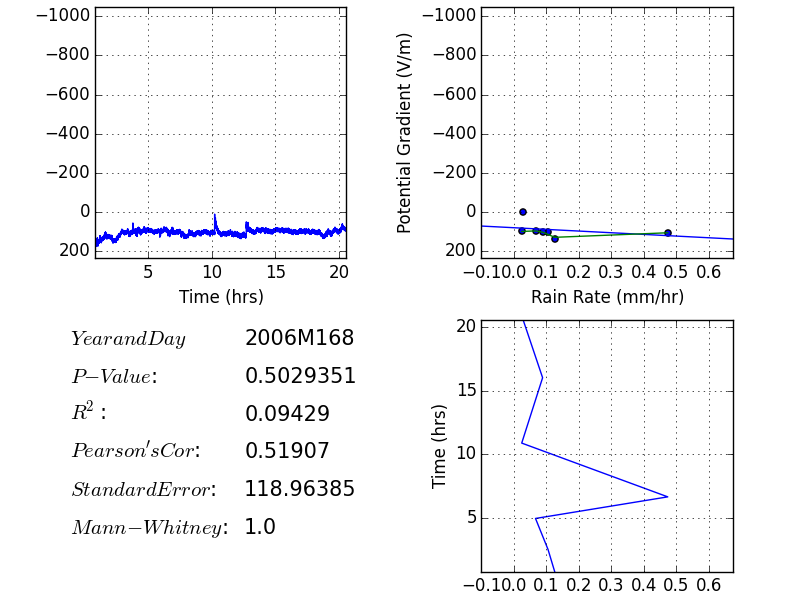 −1000
−800
−600
−400
−200
0
200
5 10 15 20
Time (hrs)
Potential Gradient (V/m)
−1000
−800
−600
−400
−200
0
200
−0.1 0.0 0.1 0.2 0.3 0.4 0.5 0.6
Rain Rate (mm/hr)
YearandDay 2006M168
P−Value: 0.5029351
R² : 0.09429
Pearson'sCor: 0.51907
StandardError: 118.96385
Mann−Whitney: 1.0
Time (hrs)
20
15
10
5
−0.1 0.0 0.1 0.2 0.3 0.4 0.5 0.6